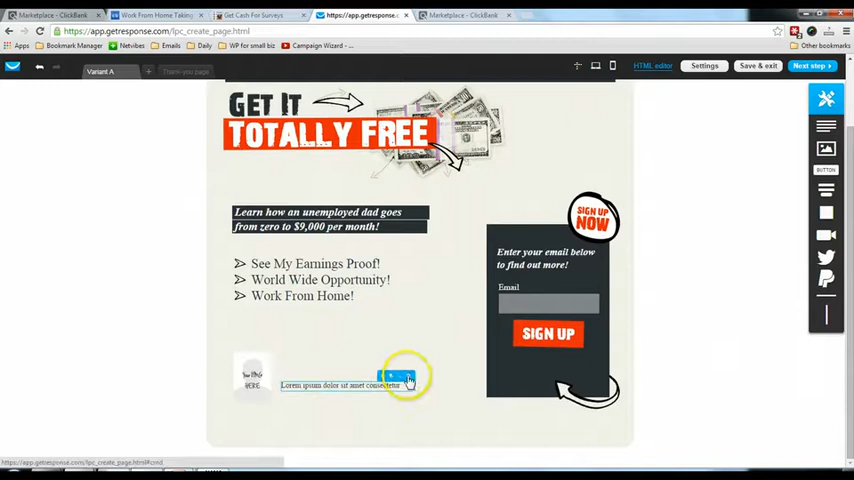 Marketplace - ClickBank
Work From Home Taking
Get Cash For Surveys
https://app.getresponse.com
Marketplace - ClickBank
https://app.getresponse.com/lpc_create_page.html
Apps
Bookmark Manager
Netvibes
Emails
Daily
WP for small biz
Campaign Wizard -
Other bookmarks
Variant A
+
Thank-you page
HTML editor
Settings
Save & exit
Next step
GET IT
TOTALLY FREE
BUTTON
Learn how an unemployed dad goes
from zero to $9,000 per month!
SIGN UP
NOW
Enter your email below
to find out more!
See My Earnings Proof!
World Wide Opportunity!
Work From Home!
Email
SIGN UP
HERE
Lorem ipsum dolor sit amet consectetur
https://app.getresponse.com/lpc_create_page.html#cmd